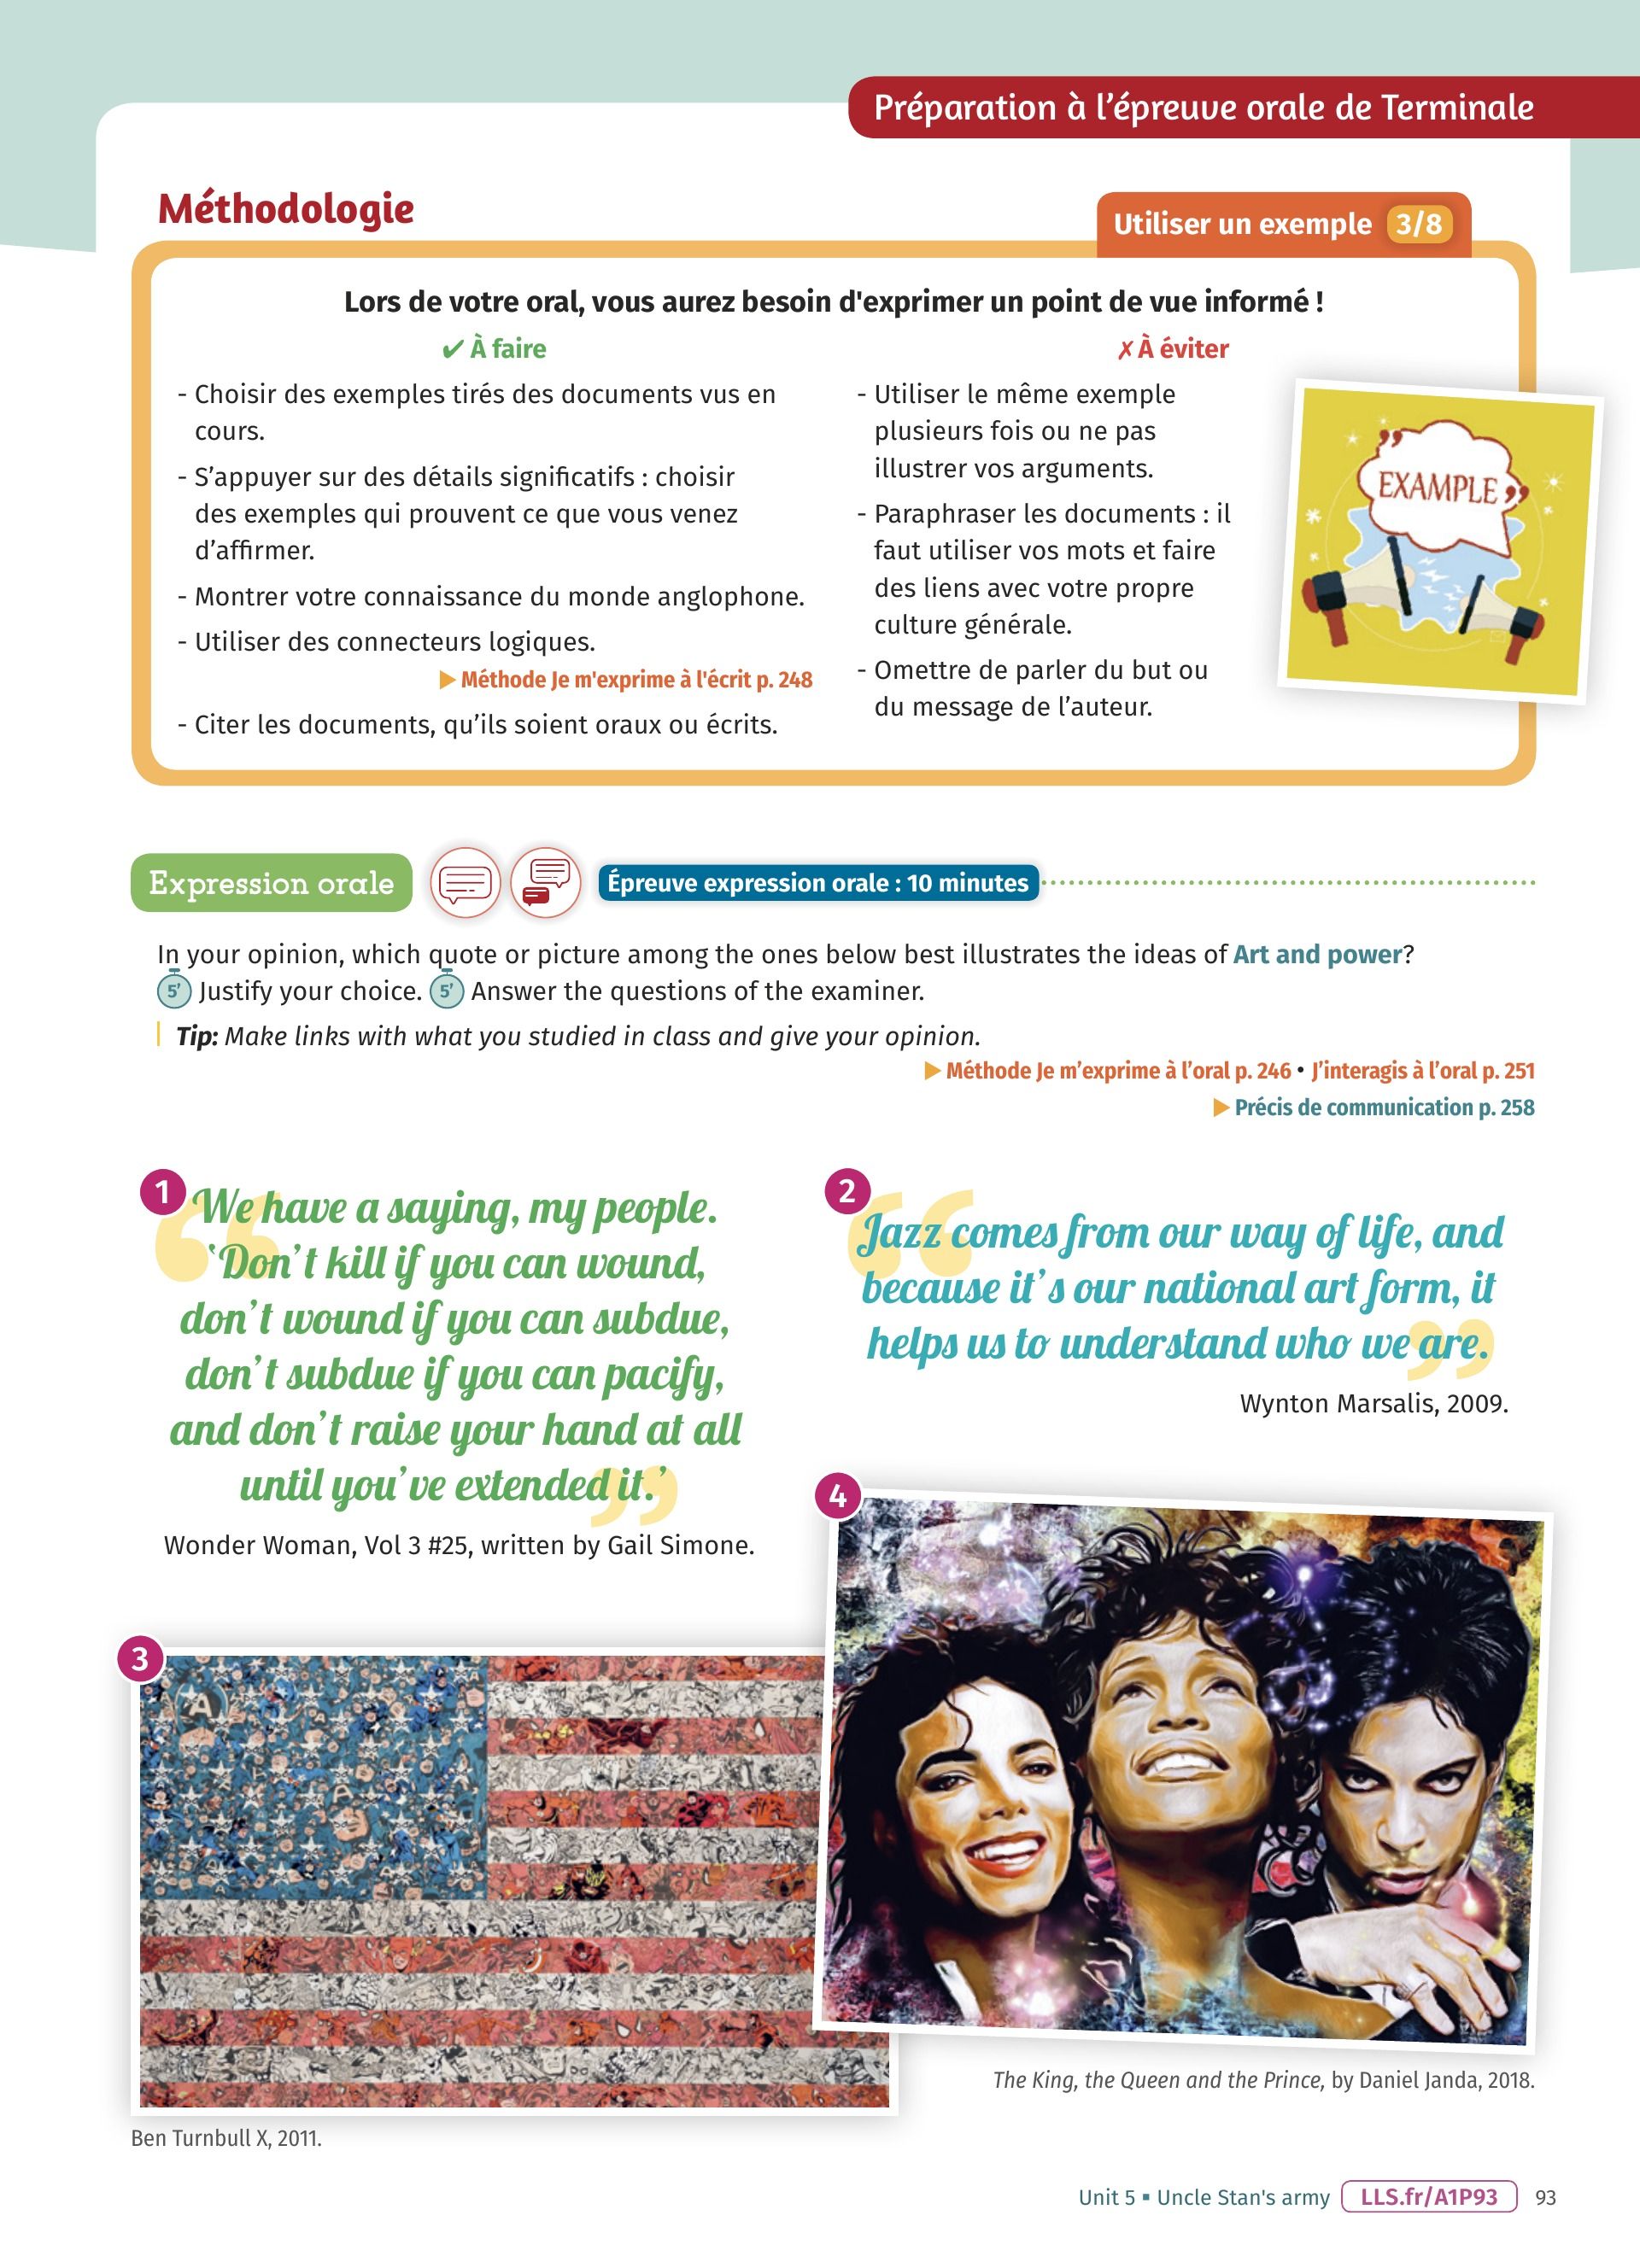 Préparation à l'épreuve orale de Terminale
Méthodologie
Utiliser un exemple 3/8
Lors de votre oral, vous aurez besoin d'exprimer un point de vue informé !
✔ À faire
- Choisir des exemples tirés des documents vus en
cours.
- S'appuyer sur des détails significatifs : choisir
des exemples qui prouvent ce que vous venez
d'affirmer.
- Montrer votre connaissance du monde anglophone.
- Utiliser des connecteurs logiques.
▶ Méthode Je m'exprime à l'écrit p. 248
- Citer les documents, qu'ils soient oraux ou écrits.
✗ À éviter
- Utiliser le même exemple
plusieurs fois ou ne pas
illustrer vos arguments.
- Paraphraser les documents : il
faut utiliser vos mots et faire
des liens avec votre propre
culture générale.
- Omettre de parler du but ou
du message de l'auteur.
" EXAMPLE "
Expression orale
Épreuve expression orale : 10 minutes
In your opinion, which quote or picture among the ones below best illustrates the ideas of Art and power?
5' Justify your choice. 5' Answer the questions of the examiner.
Tip: Make links with what you studied in class and give your opinion.
▶ Méthode Je m'exprime à l'oral p. 246 • J'interagis à l'oral p. 251
▶ Précis de communication p. 258
1
“We have a saying, my people.
‘Don't kill if you can wound,
don't wound if you can subdue,
don't subdue if you can pacify,
and don't raise your hand at all
until you've extended it.’”
Wonder Woman, Vol 3 #25, written by Gail Simone.
2
“Jazz comes from our way of life, and
because it's our national art form, it
helps us to understand who we are.”
Wynton Marsalis, 2009.
3
A
Ben Turnbull X, 2011.
4
The King, the Queen and the Prince, by Daniel Janda, 2018.
Unit 5 ▪ Uncle Stan's army LLS.fr/A1P93 93